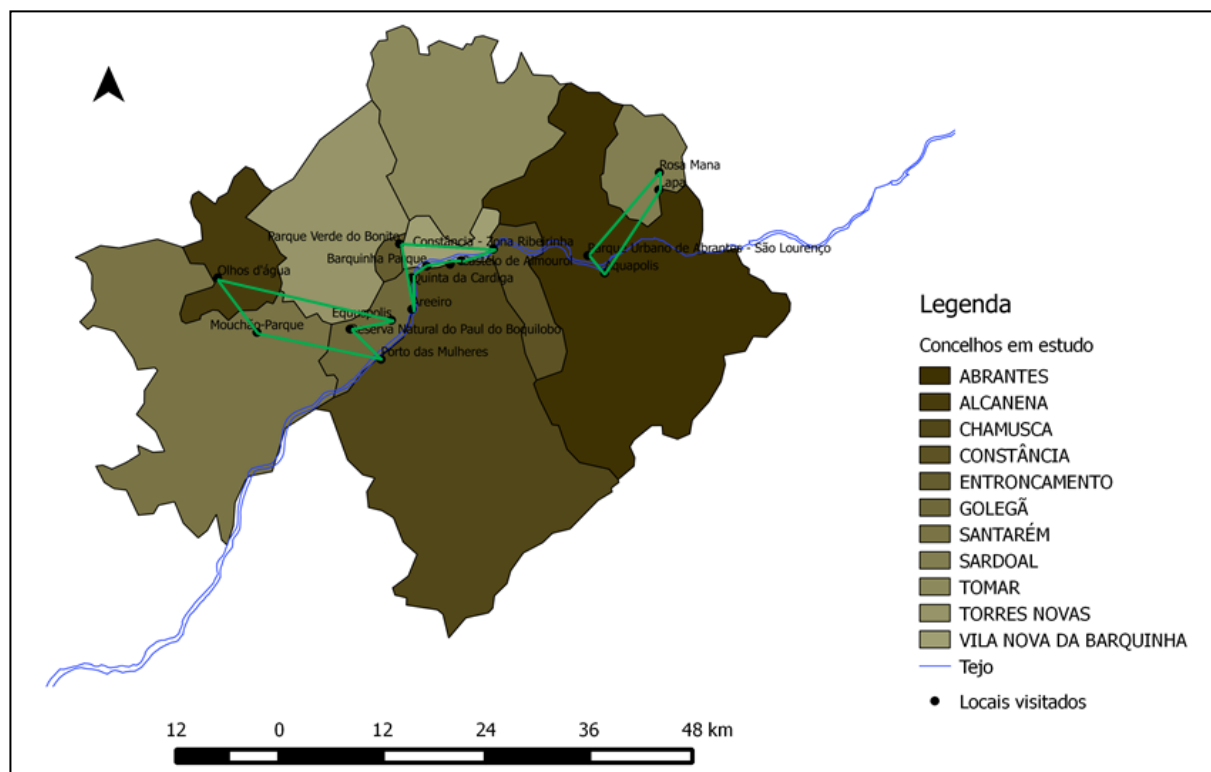 Rosa Mana
Lapa
Parque Verde do Bonito
Constância - Zona Ribeirinha
Parque Urbano de Abrantes - São Lourenço
Barquinha Parque
Castelo de Almourol
Aquapolis
Olhos d'água
Quinta da Cardiga
Areeiro
Equuspolis
Mouchão-Parque
Reserva Natural do Paul do Boquilobo
Porto das Mulheres
Legenda
Concelhos em estudo
ABRANTES
ALCANENA
CHAMUSCA
CONSTÂNCIA
ENTRONCAMENTO
GOLEGÃ
SANTARÉM
SARDOAL
TOMAR
TORRES NOVAS
VILA NOVA DA BARQUINHA
Tejo
Locais visitados
12 0 12 24 36 48 km